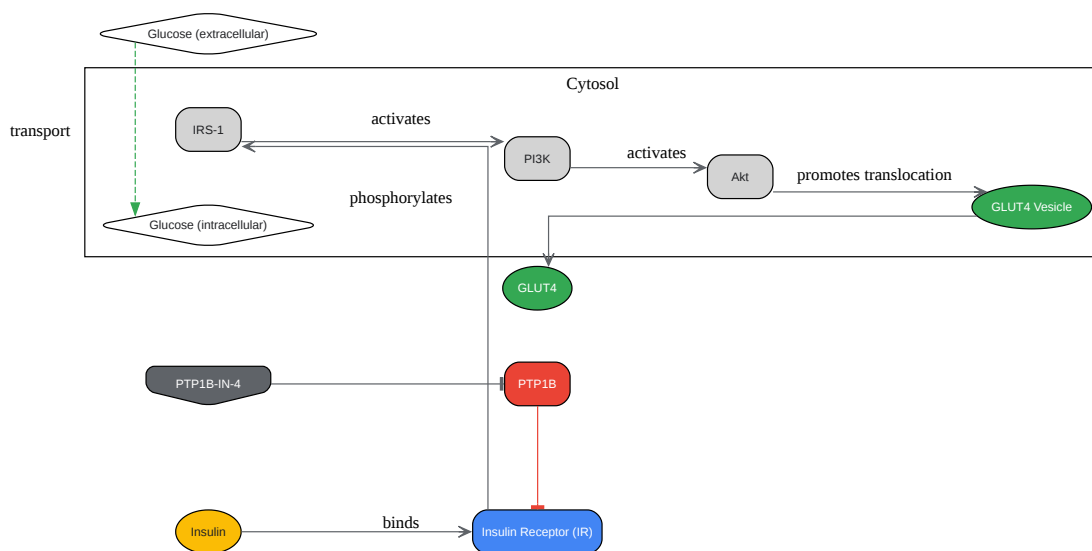 Glucose (extracellular)
Cytosol
transport
IRS-1
activates
PI3K
activates
Akt
promotes translocation
GLUT4 Vesicle
phosphorylates
Glucose (intracellular)
GLUT4
PTP1B-IN-4
PTP1B
Insulin
binds
Insulin Receptor (IR)